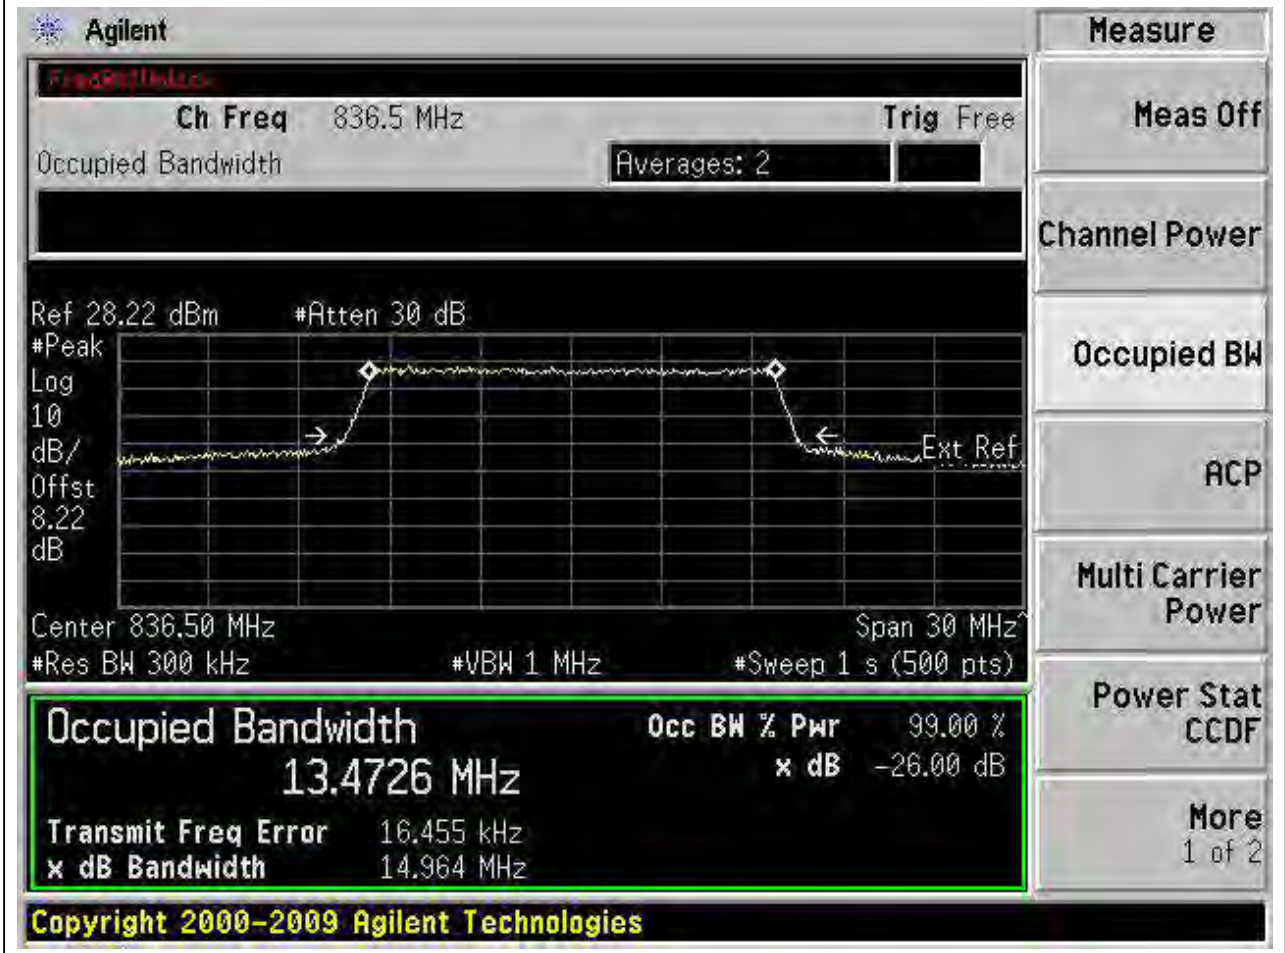 Agilent
Measure
Ch Freq 836.5 MHz Trig Free
Occupied Bandwidth Averages: 2
Meas Off
Channel Power
Occupied BW
ACP
Multi Carrier
Power
Power Stat
CCDF
More
1 of 2
Ref 28.22 dBm #Atten 30 dB
#Peak
Log
10
dB/
Offst
8.22
dB
Ext Ref
Center 836.50 MHz Span 30 MHz
#Res BW 300 kHz #VBW 1 MHz #Sweep 1 s (500 pts)
Occupied Bandwidth Occ BW % Pwr 99.00 %
13.4726 MHz x dB -26.00 dB
Transmit Freq Error 16.455 kHz
x dB Bandwidth 14.964 MHz
Copyright 2000-2009 Agilent Technologies